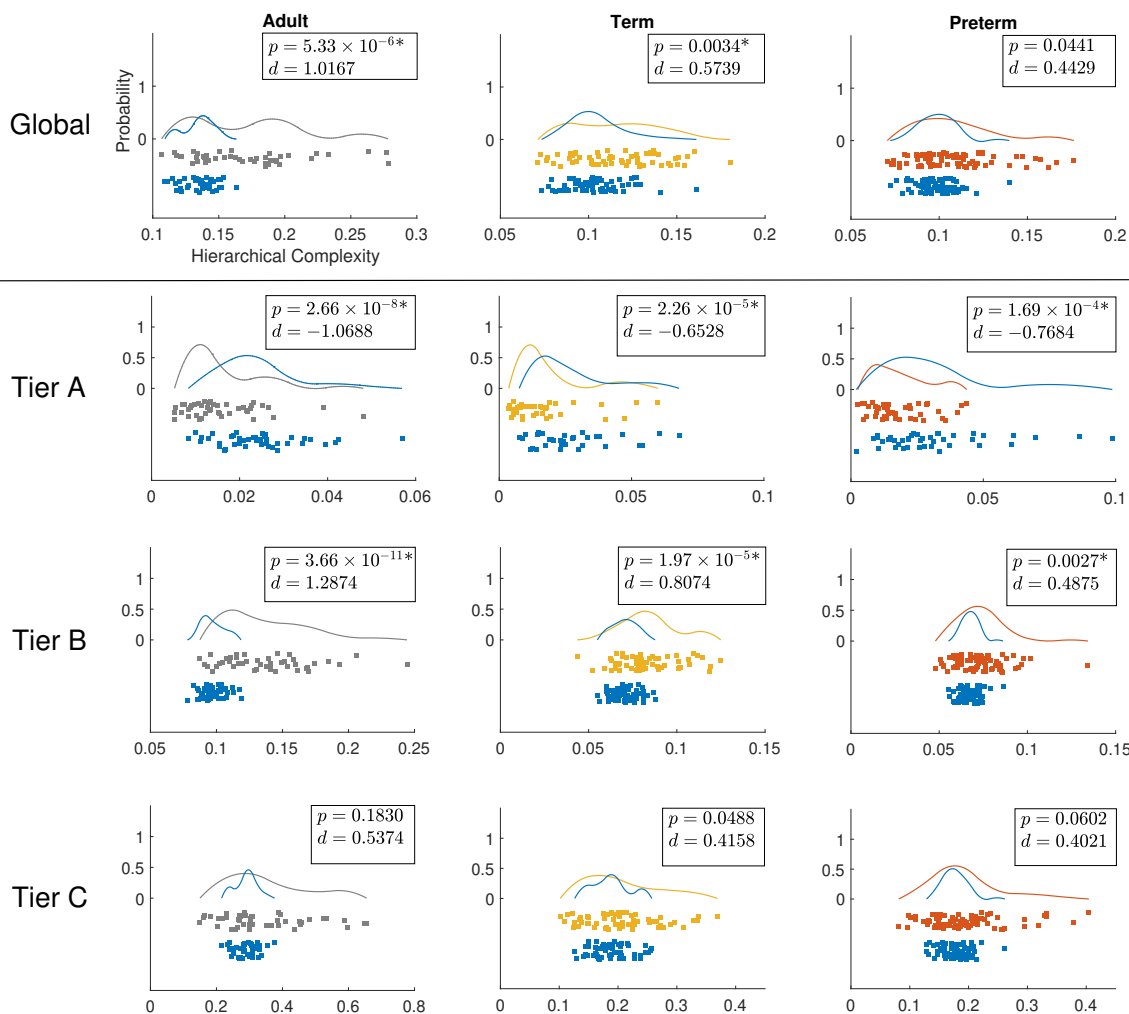 Adult
Term
Preterm
Global
Probability
1
0
p = 5.33 × 10⁻⁶*
d = 1.0167
0.1
0.15
0.2
0.25
0.3
Hierarchical Complexity
1
0
p = 0.0034*
d = 0.5739
0.05
0.1
0.15
0.2
1
0
p = 0.0441
d = 0.4429
0.05
0.1
0.15
0.2
Tier A
1
0.5
0
p = 2.66 × 10⁻⁸*
d = −1.0688
0
0.02
0.04
0.06
1
0.5
0
p = 2.26 × 10⁻⁵*
d = −0.6528
0
0.05
0.1
1
0.5
0
p = 1.69 × 10⁻⁴*
d = −0.7684
0
0.05
0.1
Tier B
1
0.5
0
p = 3.66 × 10⁻¹¹*
d = 1.2874
0.05
0.1
0.15
0.2
0.25
1
0.5
0
p = 1.97 × 10⁻⁵*
d = 0.8074
0
0.05
0.1
0.15
1
0.5
0
p = 0.0027*
d = 0.4875
0
0.05
0.1
0.15
Tier C
1
0.5
0
p = 0.1830
d = 0.5374
0
0.2
0.4
0.6
0.8
1
0.5
0
p = 0.0488
d = 0.4158
0
0.1
0.2
0.3
0.4
1
0.5
0
p = 0.0602
d = 0.4021
0
0.1
0.2
0.3
0.4